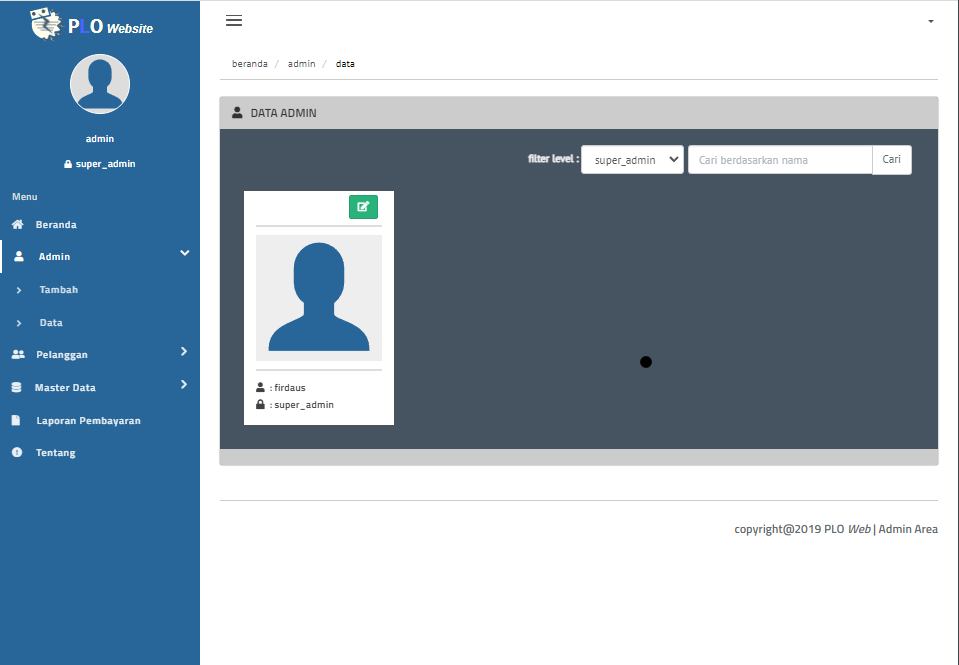 PLO Website
admin
super_admin
Menu
Beranda
Admin
Tambah
Data
Pelanggan
Master Data
Laporan Pembayaran
Tentang
beranda / admin / data
DATA ADMIN
filter level : super_admin Cari berdasarkan nama Cari
: firdaus
: super_admin
copyright@2019 PLO Web | Admin Area